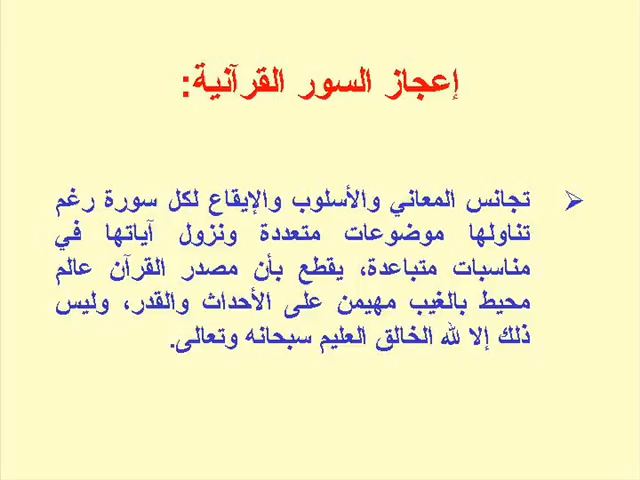 إعجاز السور القرآنية:
تجانس المعاني والأسلوب والإيقاع لكل سورة رغم
تناولها موضوعات متعددة ونزول آياتها في
مناسبات متباعدة، يقطع بأن مصدر القرآن عالم
محيط بالغيب مهيمن على الأحداث والقدر، وليس
ذلك إلا لله الخالق العليم سبحانه وتعالى.